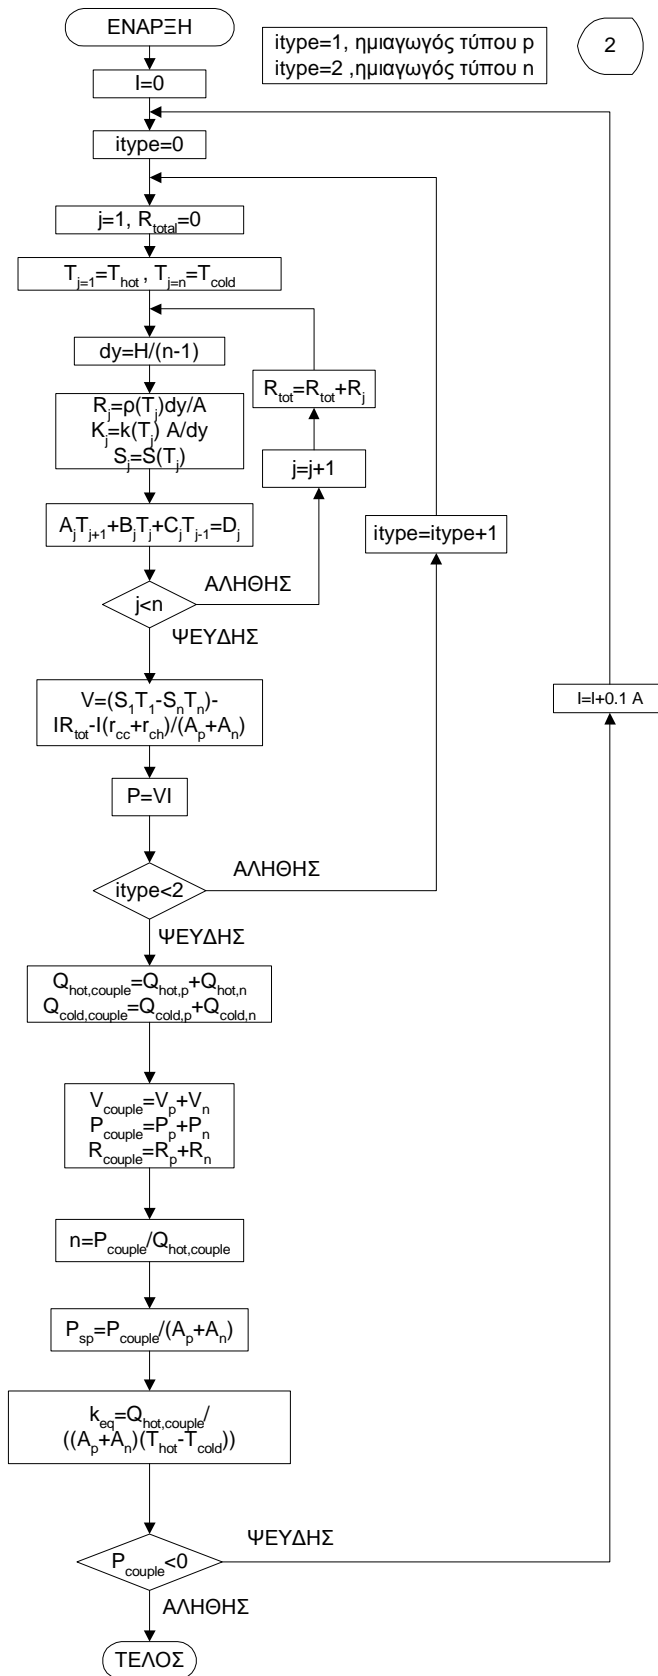 ΕΝΑΡΞΗ
itype=1, ημιαγωγός τύπου p
itype=2 ,ημιαγωγός τύπου n
2
I=0
itype=0
j=1, R_total=0
T_j=1=T_hot , T_j=n=T_cold
dy=H/(n-1)
R_tot=R_tot+R_j
R_j=ρ(T_j)dy/A
K_j=k(T_j) A/dy
S_j=S(T_j)
j=j+1
A_jT_j+1+B_jT_j+C_jT_j-1=D_j
itype=itype+1
ΑΛΗΘΗΣ
j<n
ΨΕΥΔΗΣ
V=(S_1T_1-S_nT_n)-
IR_tot-I(r_cc+r_ch)/(A_p+A_n)
I=I+0.1 A
P=VI
ΑΛΗΘΗΣ
itype<2
ΨΕΥΔΗΣ
Q_hot,couple=Q_hot,p+Q_hot,n
Q_cold,couple=Q_cold,p+Q_cold,n
V_couple=V_p+V_n
P_couple=P_p+P_n
R_couple=R_p+R_n
n=P_couple/Q_hot,couple
P_sp=P_couple/(A_p+A_n)
k_eq=Q_hot,couple/
((A_p+A_n)(T_hot-T_cold))
ΨΕΥΔΗΣ
P_couple<0
ΑΛΗΘΗΣ
ΤΕΛΟΣ